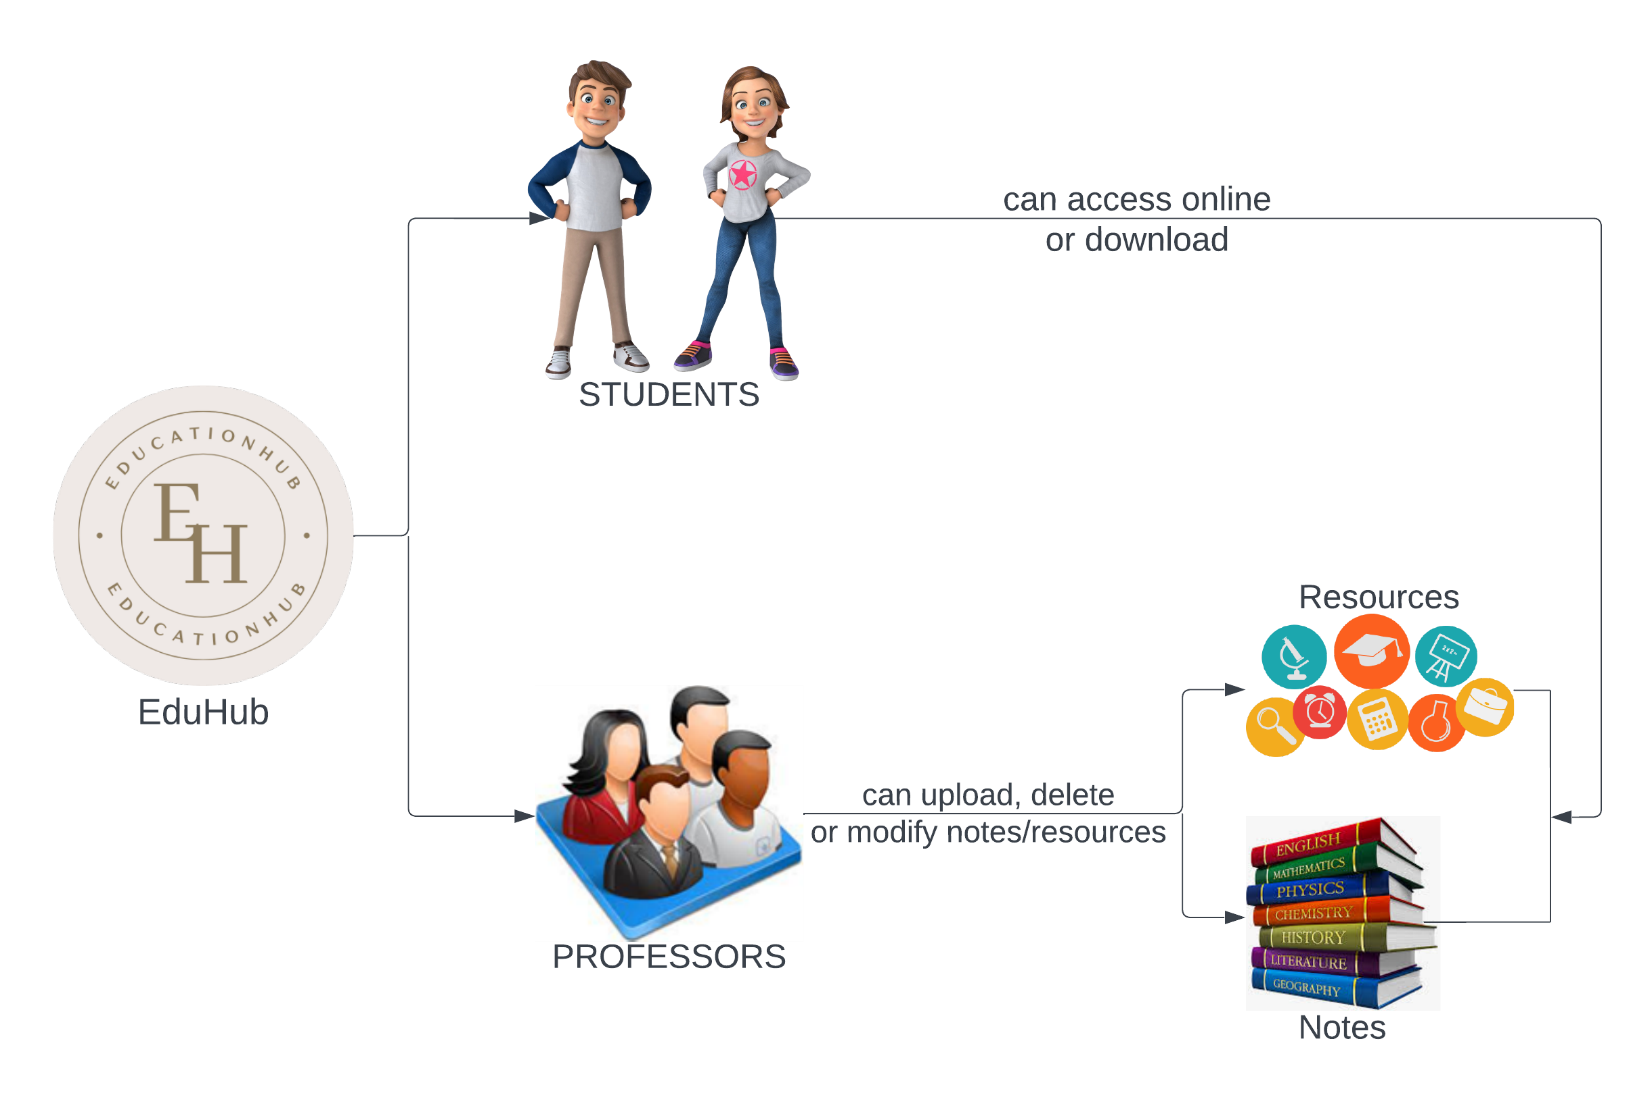 can access online
or download
STUDENTS
EDUCATIONHUB
EH
EDUCATIONHUB
EduHub
Resources
can upload, delete
or modify notes/resources
PROFESSORS
ENGLISH
MATHEMATICS
PHYSICS
CHEMISTRY
HISTORY
LITERATURE
GEOGRAPHY
Notes